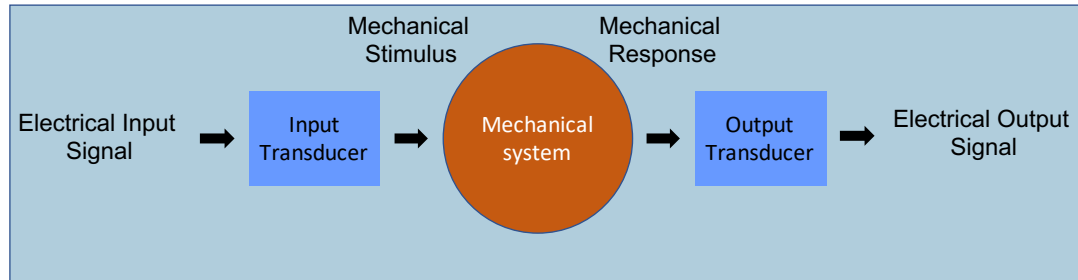 Mechanical
Stimulus
Mechanical
Response
Electrical Input
Signal
Input
Transducer
Mechanical
system
Output
Transducer
Electrical Output
Signal